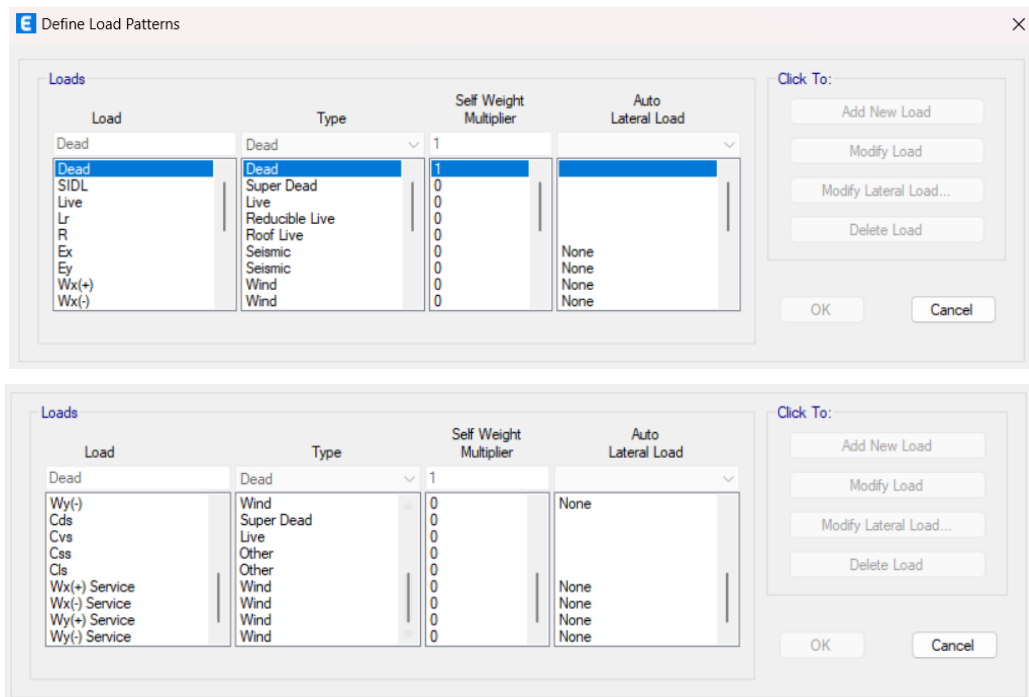 E Define Load Patterns
Loads
Click To:
Load Type Self Weight Multiplier Auto Lateral Load
Add New Load
Dead Dead 1
Modify Load
Dead Dead 1
SIDL Super Dead 0
Modify Lateral Load...
Live Live 0
Lr Reducible Live 0
R Roof Live 0
Delete Load
Ex Seismic 0 None
Ey Seismic 0 None
Wx(+) Wind 0 None
Wx(-) Wind 0 None
OK Cancel
Loads
Click To:
Load Type Self Weight Multiplier Auto Lateral Load
Add New Load
Dead Dead 1
Modify Load
Wy(-) Wind 0 None
Cds Super Dead 0
Modify Lateral Load...
Cvs Live 0
Css Other 0
Cls Other 0
Delete Load
Wx(+) Service Wind 0 None
Wx(-) Service Wind 0 None
Wy(+) Service Wind 0 None
Wy(-) Service Wind 0 None
OK Cancel